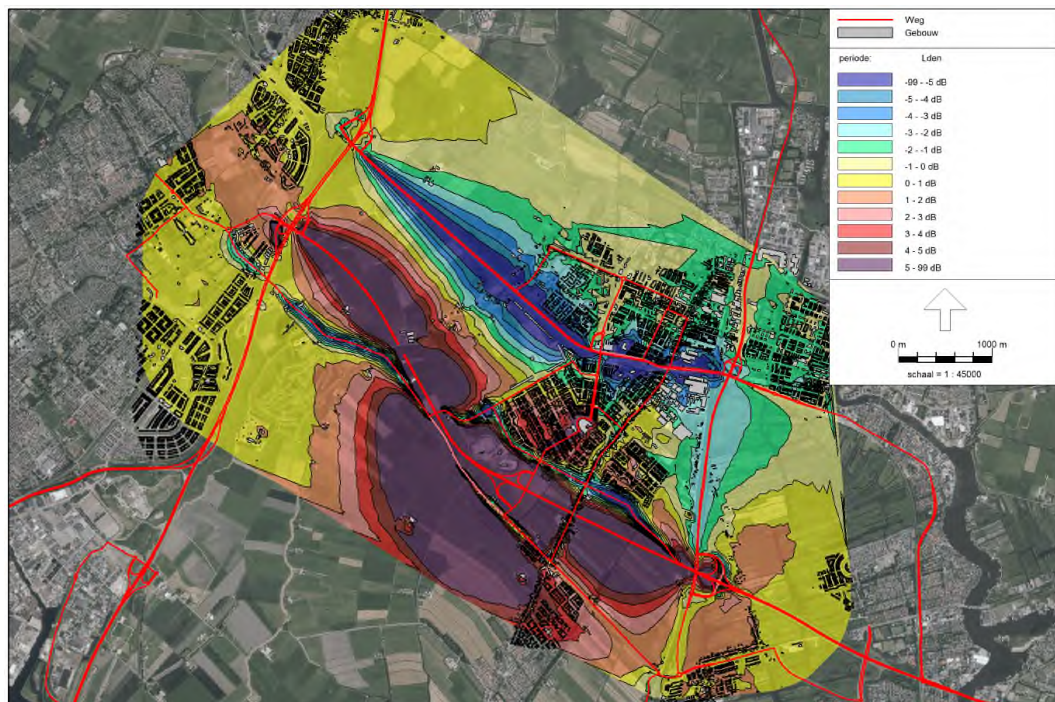 Weg
Gebouw
periode: Lden
-99 - -5 dB
-5 - -4 dB
-4 - -3 dB
-3 - -2 dB
-2 - -1 dB
-1 - 0 dB
0 - 1 dB
1 - 2 dB
2 - 3 dB
3 - 4 dB
4 - 5 dB
5 - 99 dB
0 m 1000 m
schaal = 1 : 45000